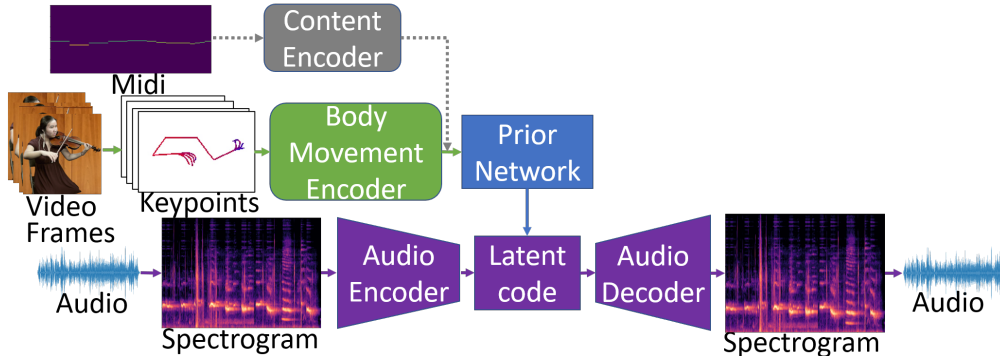 Content
Encoder
Midi
Body
Movement
Encoder
Prior
Network
Keypoints
Video
Frames
Audio
Encoder
Latent
code
Audio
Decoder
Audio
Spectrogram
Spectrogram
Audio